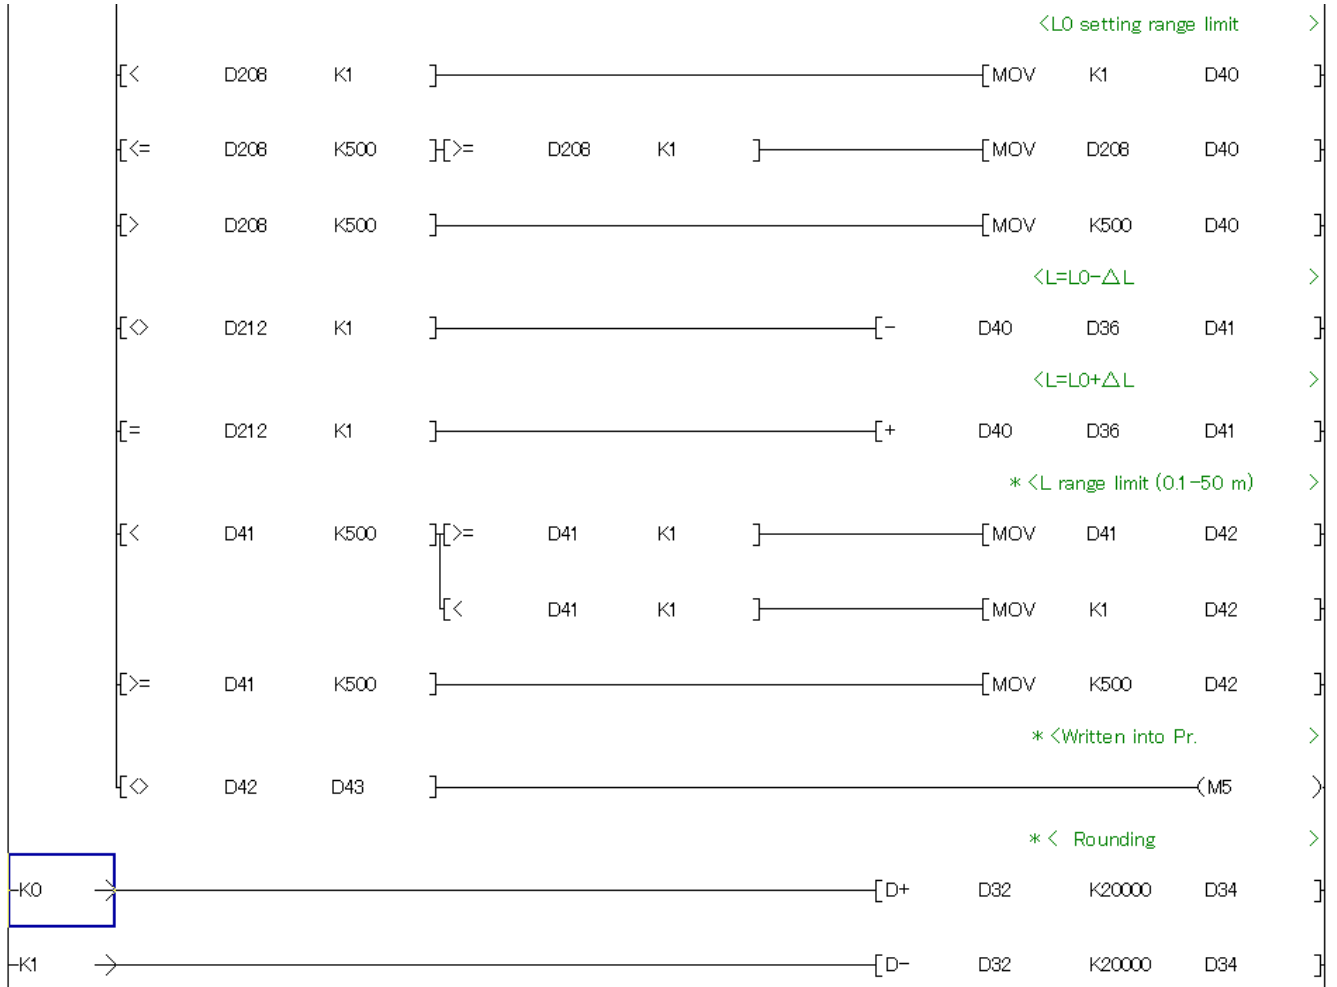 <L0 setting range limit >
[< D208 K1 ] [MOV K1 D40 ]
[<= D208 K500 ] [>= D208 K1 ] [MOV D208 D40 ]
[> D208 K500 ] [MOV K500 D40 ]
<L=L0-△L >
[<> D212 K1 ] [- D40 D36 D41 ]
<L=L0+△L >
[= D212 K1 ] [+ D40 D36 D41 ]
* <L range limit (0.1-50 m) >
[< D41 K500 ] [>= D41 K1 ] [MOV D41 D42 ]
[< D41 K1 ] [MOV K1 D42 ]
[>= D41 K500 ] [MOV K500 D42 ]
* <Written into Pr. >
[<> D42 D43 ] (M5 )
* < Rounding >
K0 > [D+ D32 K20000 D34 ]
K1 > [D- D32 K20000 D34 ]